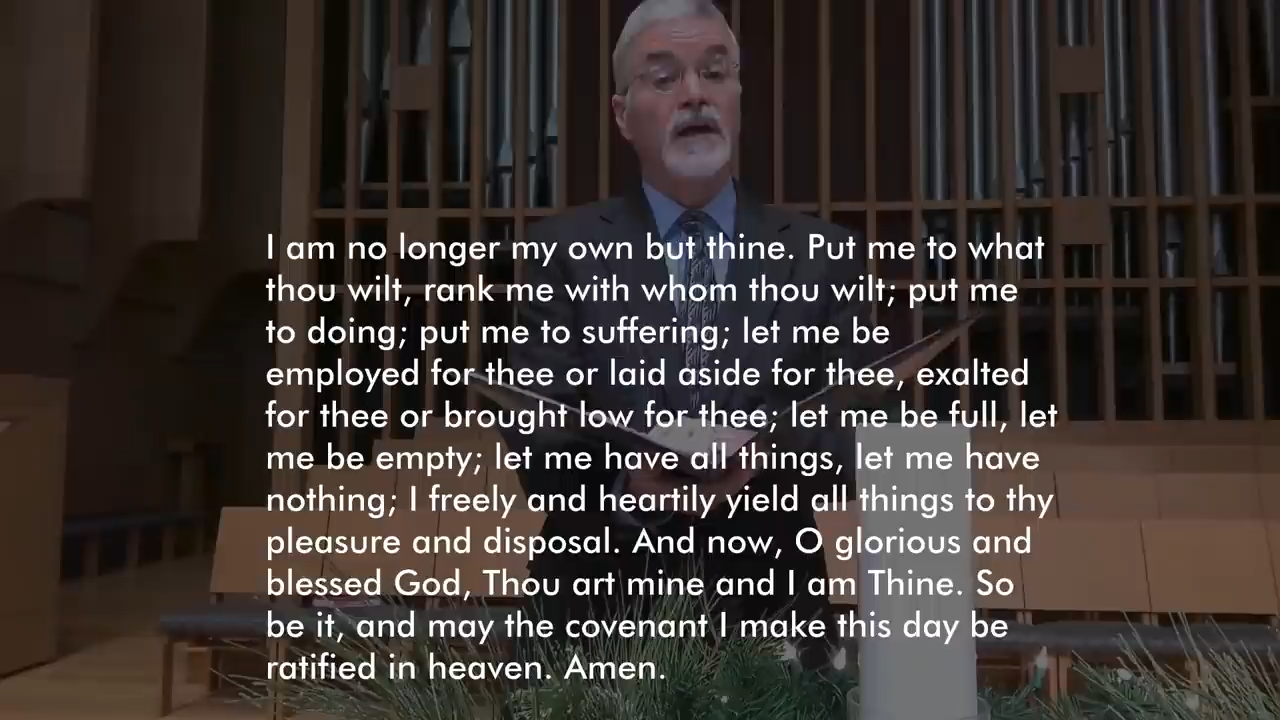 I am no longer my own but thine. Put me to what
thou wilt, rank me with whom thou wilt; put me
to doing; put me to suffering; let me be
employed for thee or laid aside for thee, exalted
for thee or brought low for thee; let me be full, let
me be empty; let me have all things, let me have
nothing; I freely and heartily yield all things to thy
pleasure and disposal. And now, O glorious and
blessed God, Thou art mine and I am Thine. So
be it, and may the covenant I make this day be
ratified in heaven. Amen.